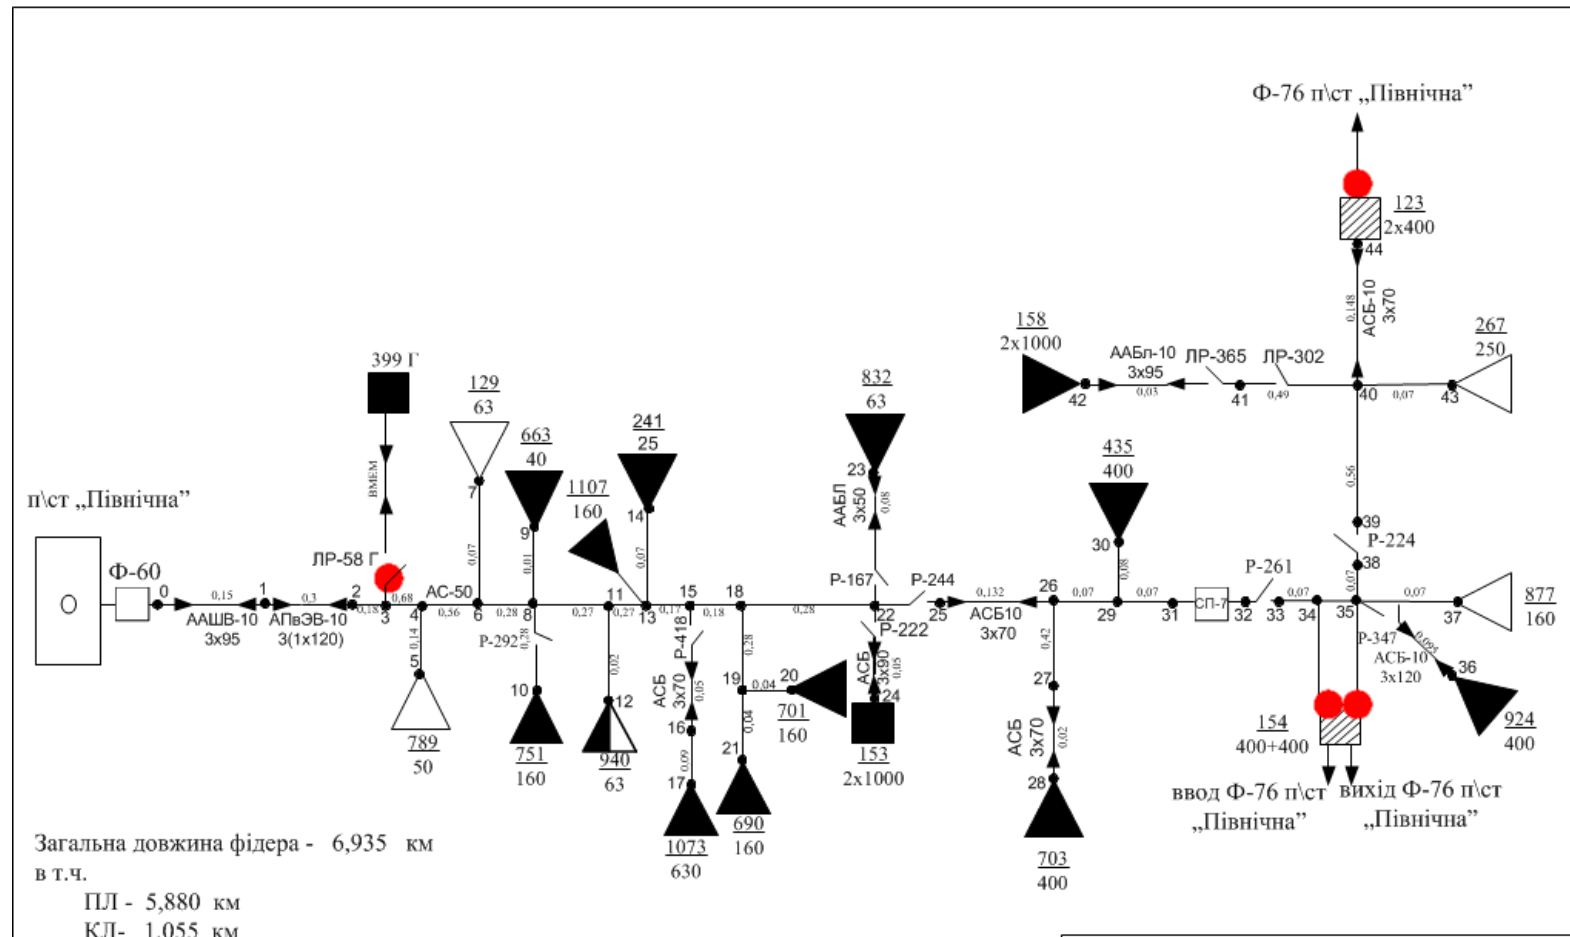 Ф-76 п\ст „Північна”
123
2х400
44
0,148
АСБ-10
3х70
158
2х1000
ААБл-10
3х95
ЛР-365
ЛР-302
267
250
42
0,03
41
0,49
40
0,07
43
399 Г
129
63
663
40
241
25
832
63
435
400
1107
160
ВМЕМ
7
0,07
9
0,01
14
0,07
23
ААБЛ
3х50
0,08
30
0,08
0,56
39
Р-224
38
0,07
п\ст „Північна”
Ф-60
ЛР-58 Г
АС-50
Р-167
Р-244
Р-261
0
0,15
1
0,3
2
0,18
3
0,68
4
0,56
6
0,28
8
0,27
11
0,27
13
0,17
15
0,18
18
0,28
22
25
0,132
26
0,07
29
0,07
31
СП-7
32
33
0,07
34
35
0,07
37
877
160
ААШВ-10
3х95
АПвЭВ-10
3(1х120)
АСБ10
3х70
0,14
5
789
50
Р-292
0,28
10
751
160
0,02
12
940
63
Р-418
АСБ
3х70
0,05
16
0,09
17
1073
630
0,28
19
0,04
20
701
160
0,04
21
690
160
Р-222
АСБ
3х90
0,05
24
153
2х1000
0,42
27
АСБ
3х70
0,02
28
703
400
Р-347
0,095
АСБ-10
3х120
36
924
400
154
400+400
ввод Ф-76 п\ст
„Північна”
вихід Ф-76 п\ст
„Північна”
Загальна довжина фідера - 6,935 км
в т.ч.
ПЛ - 5,880 км
КЛ- 1,055 км